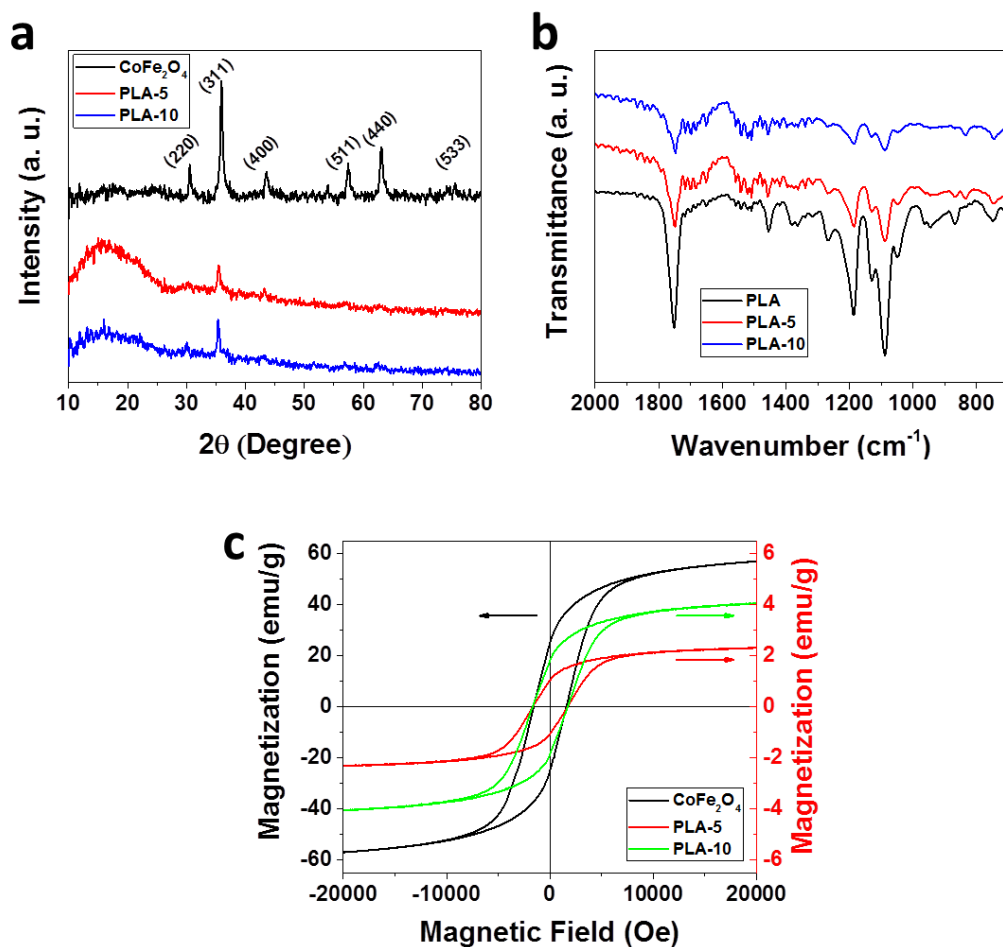 a
CoFe₂O₄
PLA-5
PLA-10
(220)
(311)
(400)
(511)
(440)
(533)
Intensity (a. u.)
10 20 30 40 50 60 70 80
2θ (Degree)
b
Transmittance (a. u.)
PLA
PLA-5
PLA-10
2000 1800 1600 1400 1200 1000 800
Wavenumber (cm⁻¹)
c
Magnetization (emu/g)
60
40
20
0
-20
-40
-60
6
4
2
0
-2
-4
-6
Magnetization (emu/g)
CoFe₂O₄
PLA-5
PLA-10
-20000 -10000 0 10000 20000
Magnetic Field (Oe)